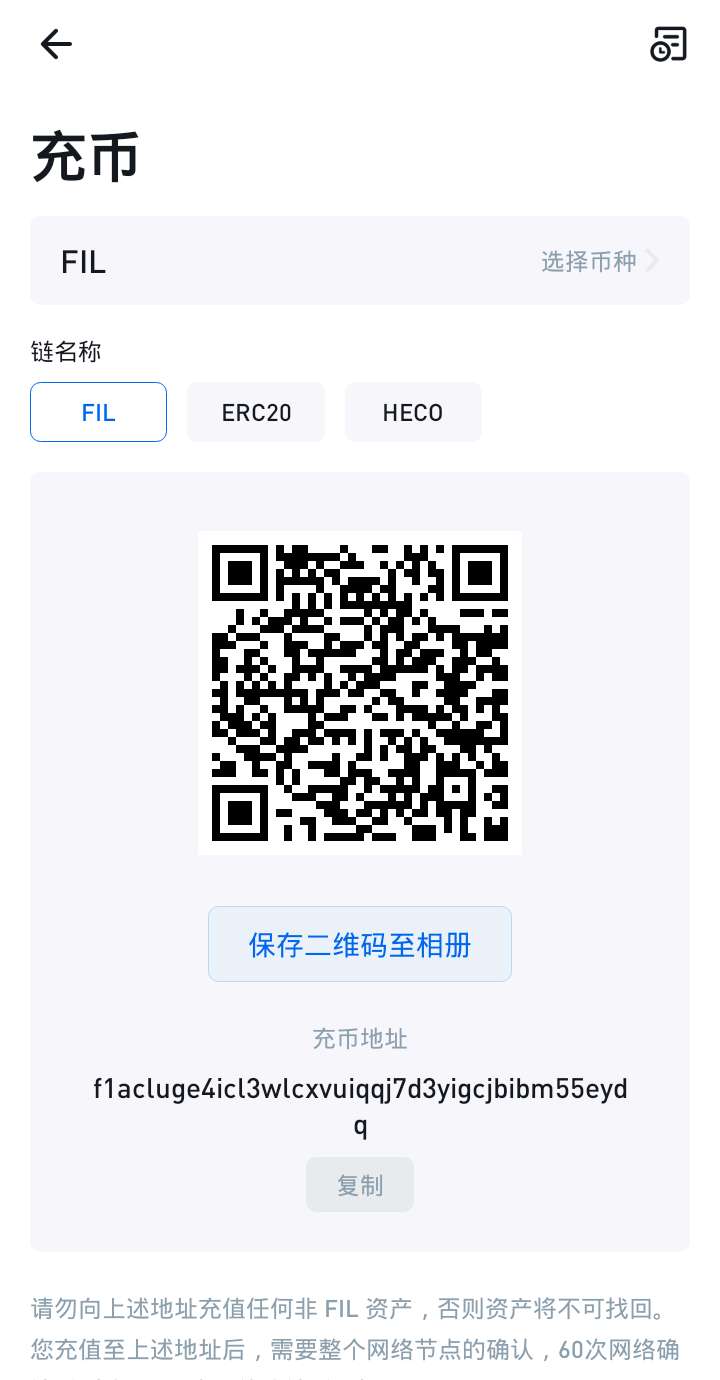 充币
FIL
选择币种
链名称
FIL
ERC20
HECO
保存二维码至相册
充币地址
f1acluge4icl3wlcxvuiqqj7d3yigcjbibm55eyd
q
复制
请勿向上述地址充值任何非 FIL 资产，否则资产将不可找回。
您充值至上述地址后，需要整个网络节点的确认，60次网络确